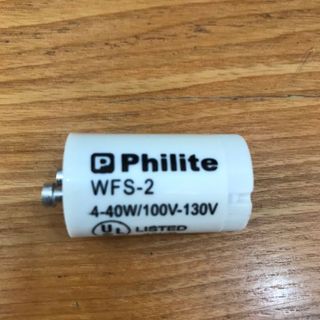 P Philite
WFS-2
4-40W/100V-130V
UL LISTED